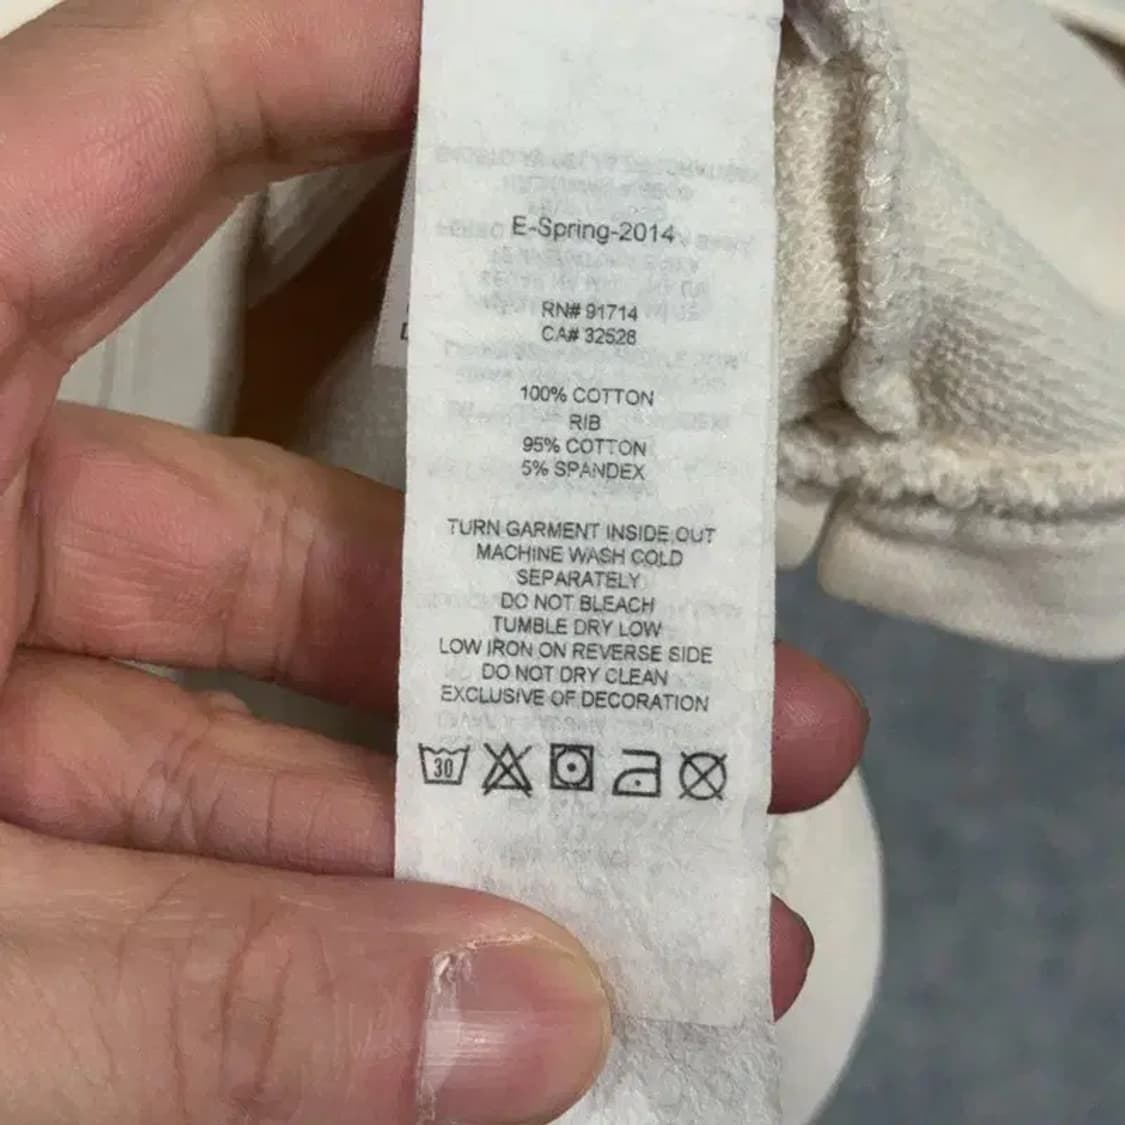 E-Spring-2014
RN# 91714
CA# 32528
100% COTTON
RIB
95% COTTON
5% SPANDEX
TURN GARMENT INSIDE OUT
MACHINE WASH COLD
SEPARATELY
DO NOT BLEACH
TUMBLE DRY LOW
LOW IRON ON REVERSE SIDE
DO NOT DRY CLEAN
EXCLUSIVE OF DECORATION
30